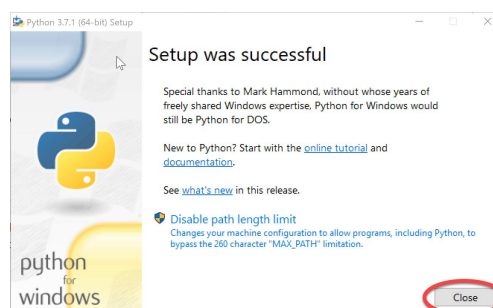 Python 3.7.1 (64-bit) Setup
Setup was successful
Special thanks to Mark Hammond, without whose years of
freely shared Windows expertise, Python for Windows would
still be Python for DOS.
New to Python? Start with the online tutorial and
documentation.
See what's new in this release.
Disable path length limit
Changes your machine configuration to allow programs, including Python, to
bypass the 260 character "MAX_PATH" limitation.
python
for
windows
Close